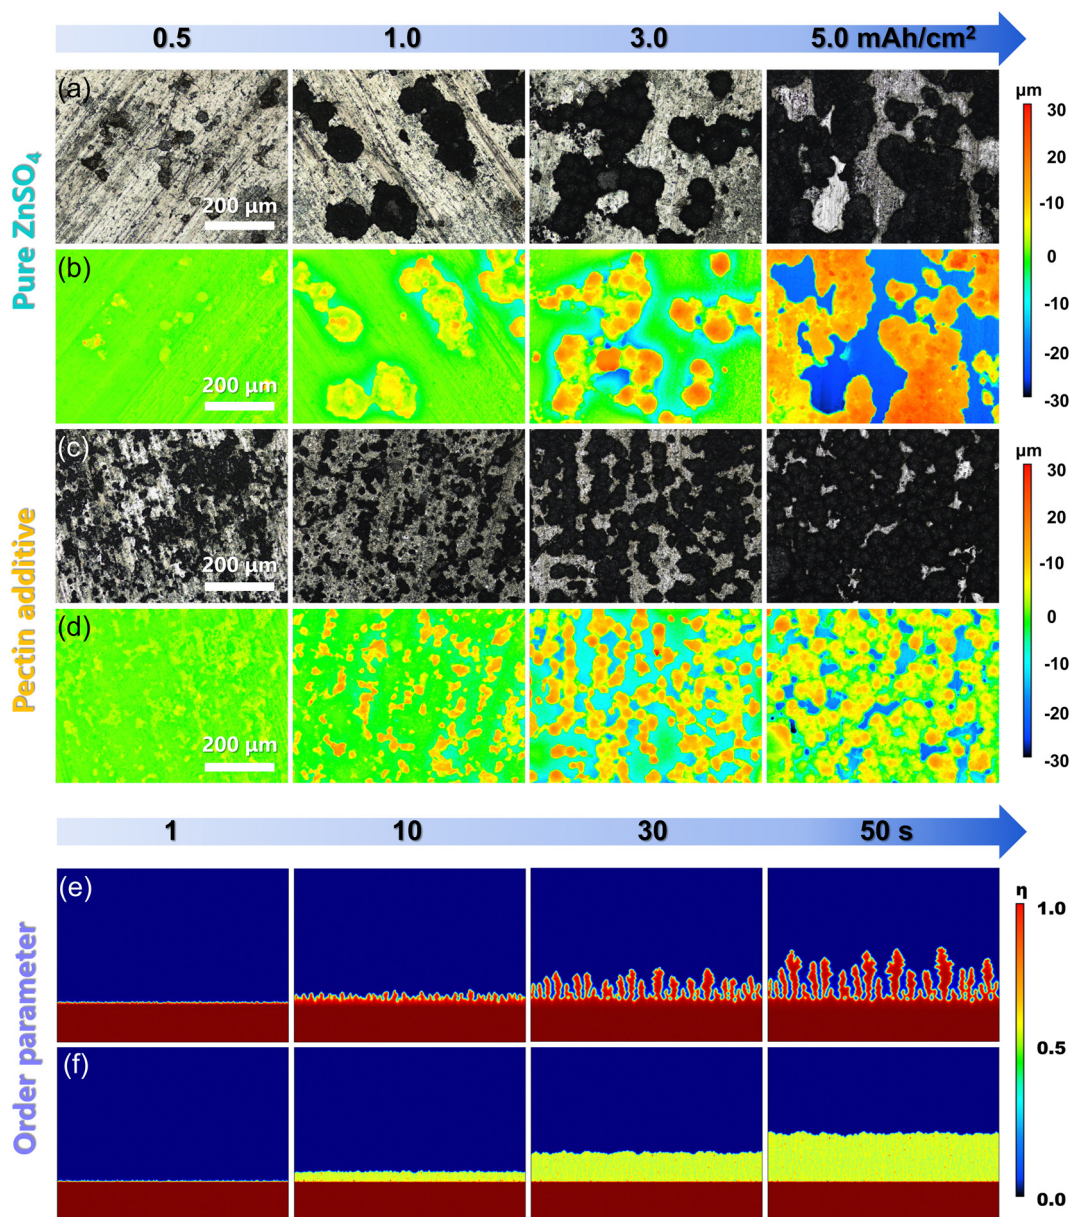 0.5 1.0 3.0 5.0 mAh/cm²
Pure ZnSO₄
(a)
200 μm
μm
30
20
-10
0
-10
-20
-30
(b)
200 μm
Pectin additive
(c)
200 μm
μm
30
20
-10
0
-10
-20
-30
(d)
200 μm
1 10 30 50 s
Order parameter
(e)
η
1.0
0.5
0.0
(f)